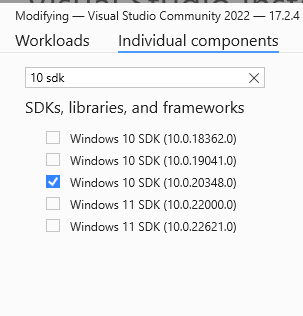 Modifying — Visual Studio Community 2022 — 17.2.4
Workloads Individual components
10 sdk
SDKs, libraries, and frameworks
Windows 10 SDK (10.0.18362.0)
Windows 10 SDK (10.0.19041.0)
Windows 10 SDK (10.0.20348.0)
Windows 11 SDK (10.0.22000.0)
Windows 11 SDK (10.0.22621.0)